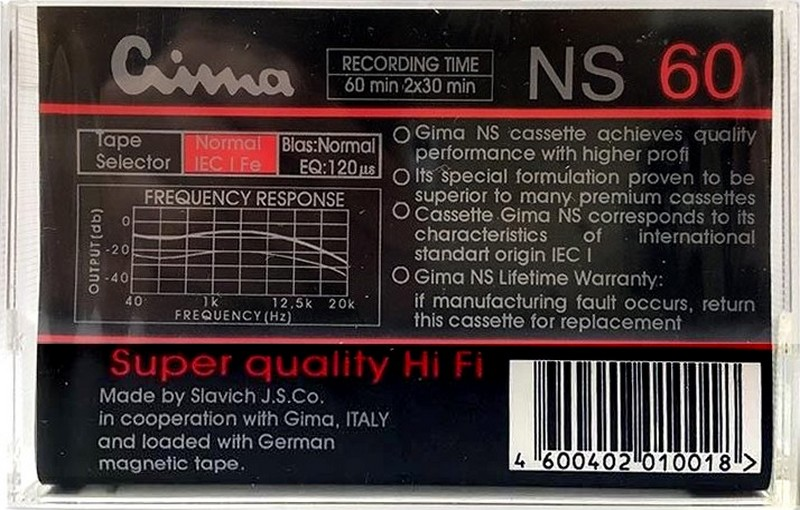 Gima
RECORDING TIME
60 min 2x30 min
NS 60
Tape
Selector
Normal
IEC I Fe
Bias:Normal
EQ:120µs
FREQUENCY RESPONSE
OUTPUT(db)
0
-20
-40
40 1k 12,5k 20k
FREQUENCY(Hz)
Gima NS cassette achieves quality
performance with higher profi
Its special formulation proven to be
superior to many premium cassettes
Cassette Gima NS corresponds to its
characteristics of international
standart origin IEC I
Gima NS Lifetime Warranty:
if manufacturing fault occurs, return
this cassette for replacement
Super quality Hi Fi
Made by Slavich J.S.Co.
in cooperation with Gima, ITALY
and loaded with German
magnetic tape.
4 600402 010018 >